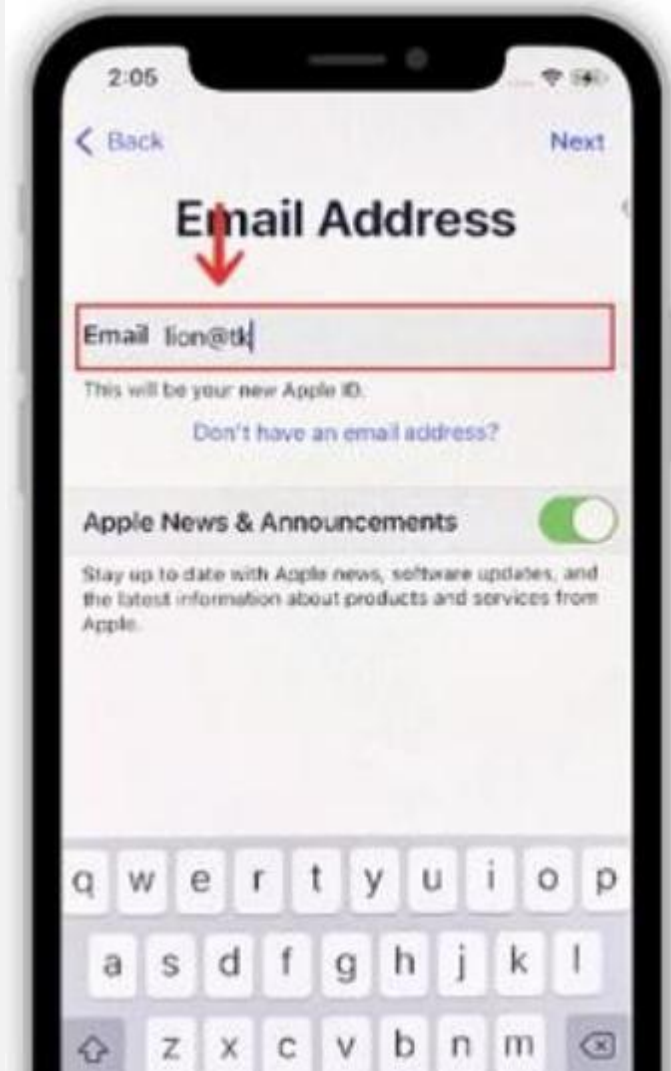 2:05
Back
Next
Email Address
Email lion@tk
This will be your new Apple ID.
Don't have an email address?
Apple News & Announcements
Stay up to date with Apple news, software updates, and
the latest information about products and services from
Apple.
q w e r t y u i o p
a s d f g h j k l
z x c v b n m